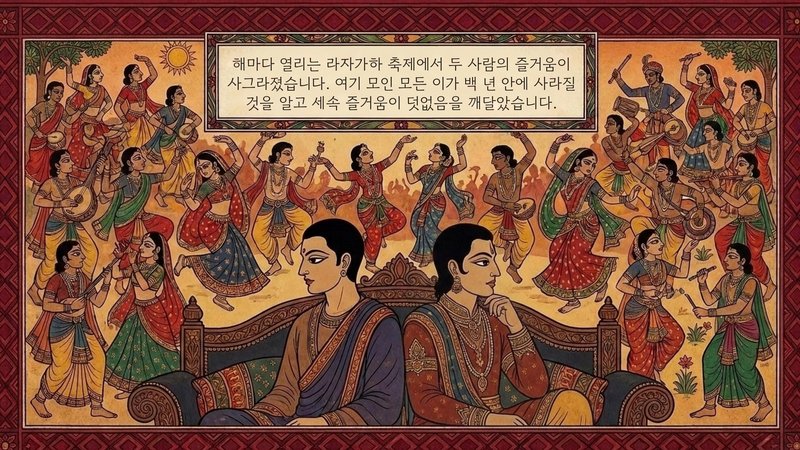 해마다 열리는 라자가하 축제에서 두 사람의 즐거움이
사그라졌습니다. 여기 모인 모든 이가 백 년 안에 사라질
것을 알고 세속 즐거움이 덧없음을 깨달았습니다.